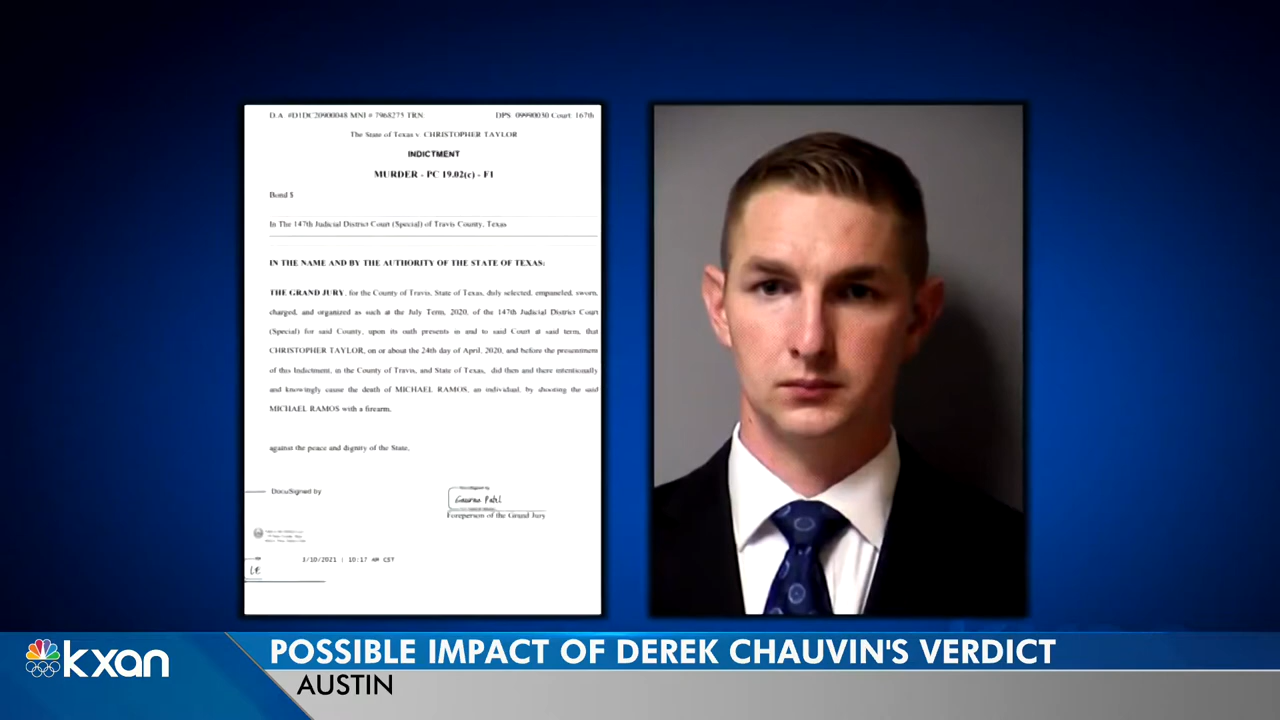 D.A. #D1DC20900048 MNI # 7968275 TRN: DPS 09990030 Court: 167th
The State of Texas v. CHRISTOPHER TAYLOR
INDICTMENT
MURDER - PC 19.02(c) - F1
Bond $
In The 147th Judicial District Court (Special) of Travis County, Texas
IN THE NAME AND BY THE AUTHORITY OF THE STATE OF TEXAS:
THE GRAND JURY, for the County of Travis, State of Texas, duly selected, empaneled, sworn,
charged, and organized as such at the July Term, 2020, of the 147th Judicial District Court
(Special) for said County, upon its oath presents in and to said Court at said term, that
CHRISTOPHER TAYLOR, on or about the 24th day of April, 2020, and before the presentment
of this Indictment, in the County of Travis, and State of Texas, did then and there intentionally
and knowingly cause the death of MICHAEL RAMOS, an individual, by shooting the said
MICHAEL RAMOS with a firearm,
against the peace and dignity of the State.
DocuSigned by
Foreperson of the Grand Jury
3/10/2021 | 10:17 AM CST
kxan
POSSIBLE IMPACT OF DEREK CHAUVIN'S VERDICT
AUSTIN